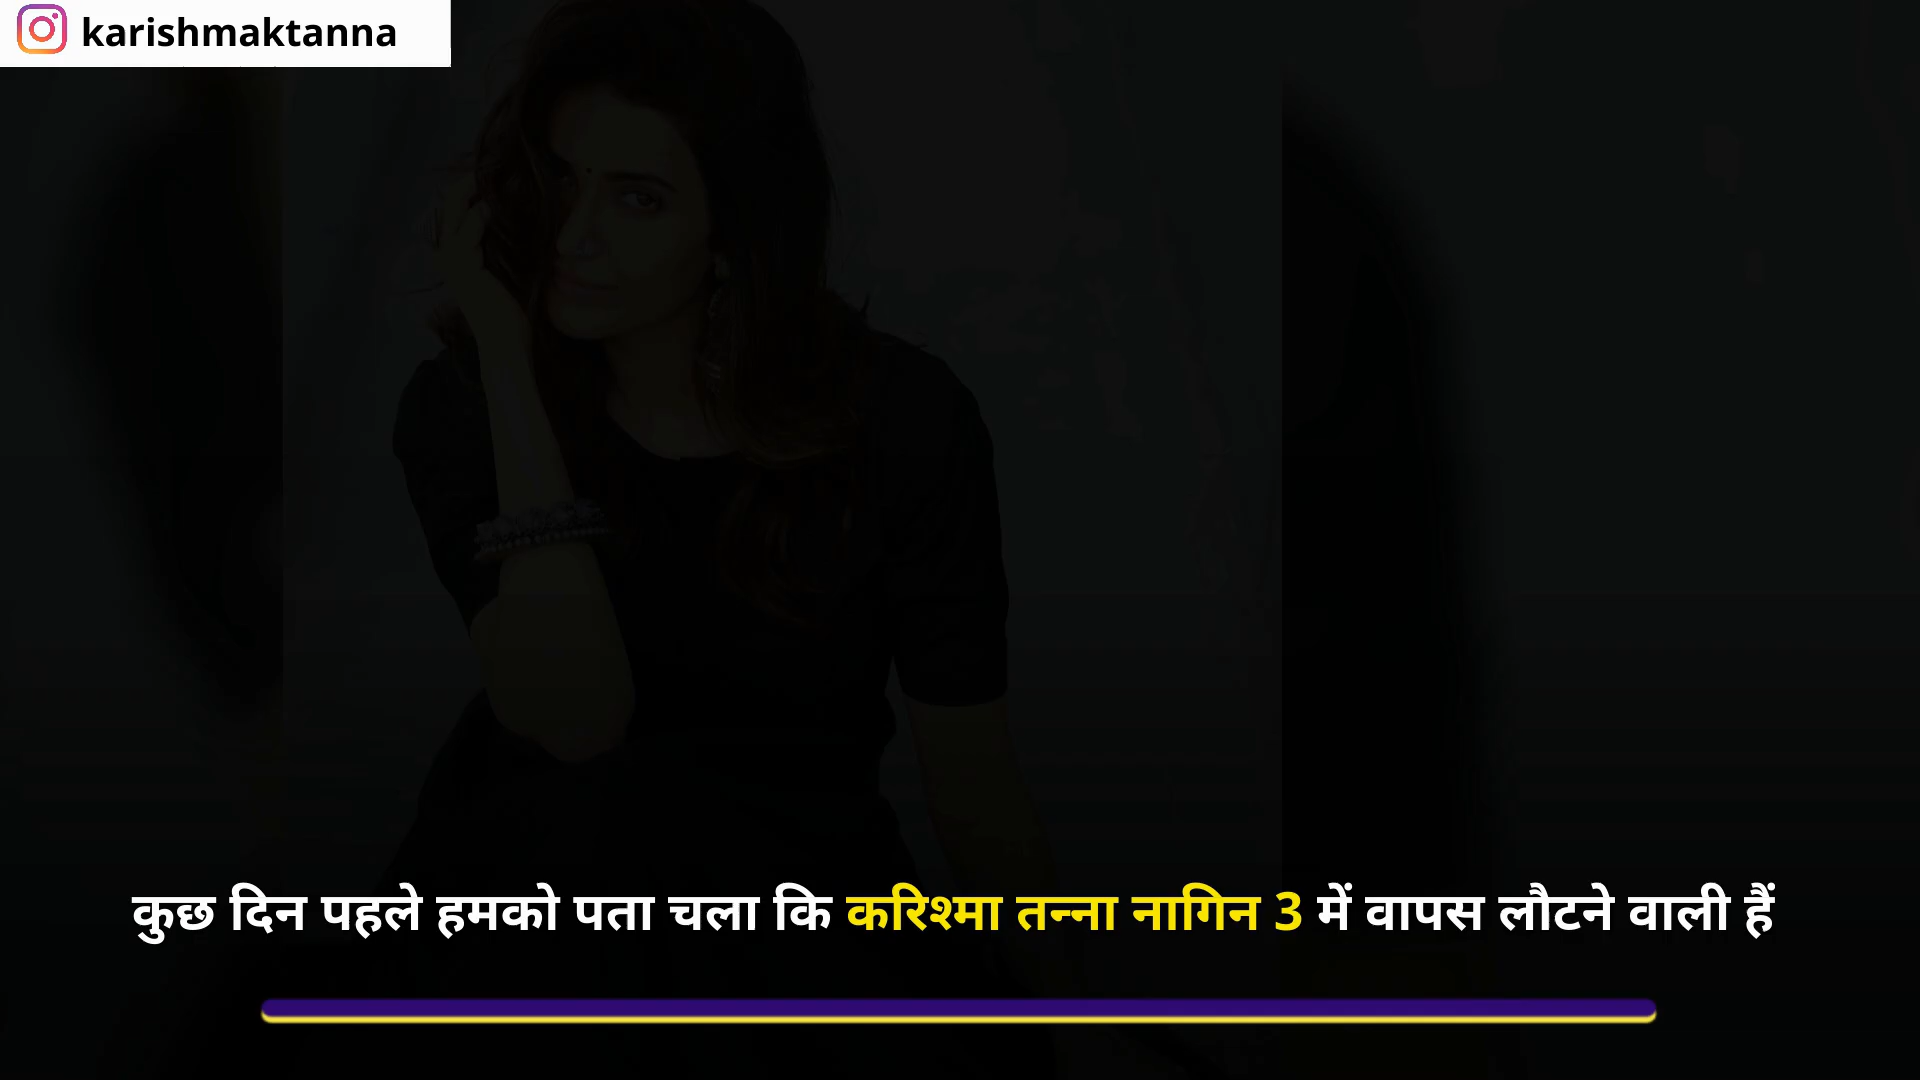 karishmaktanna
कुछ दिन पहले हमको पता चला कि करिश्मा तन्ना नागिन 3 में वापस लौटने वाली हैं